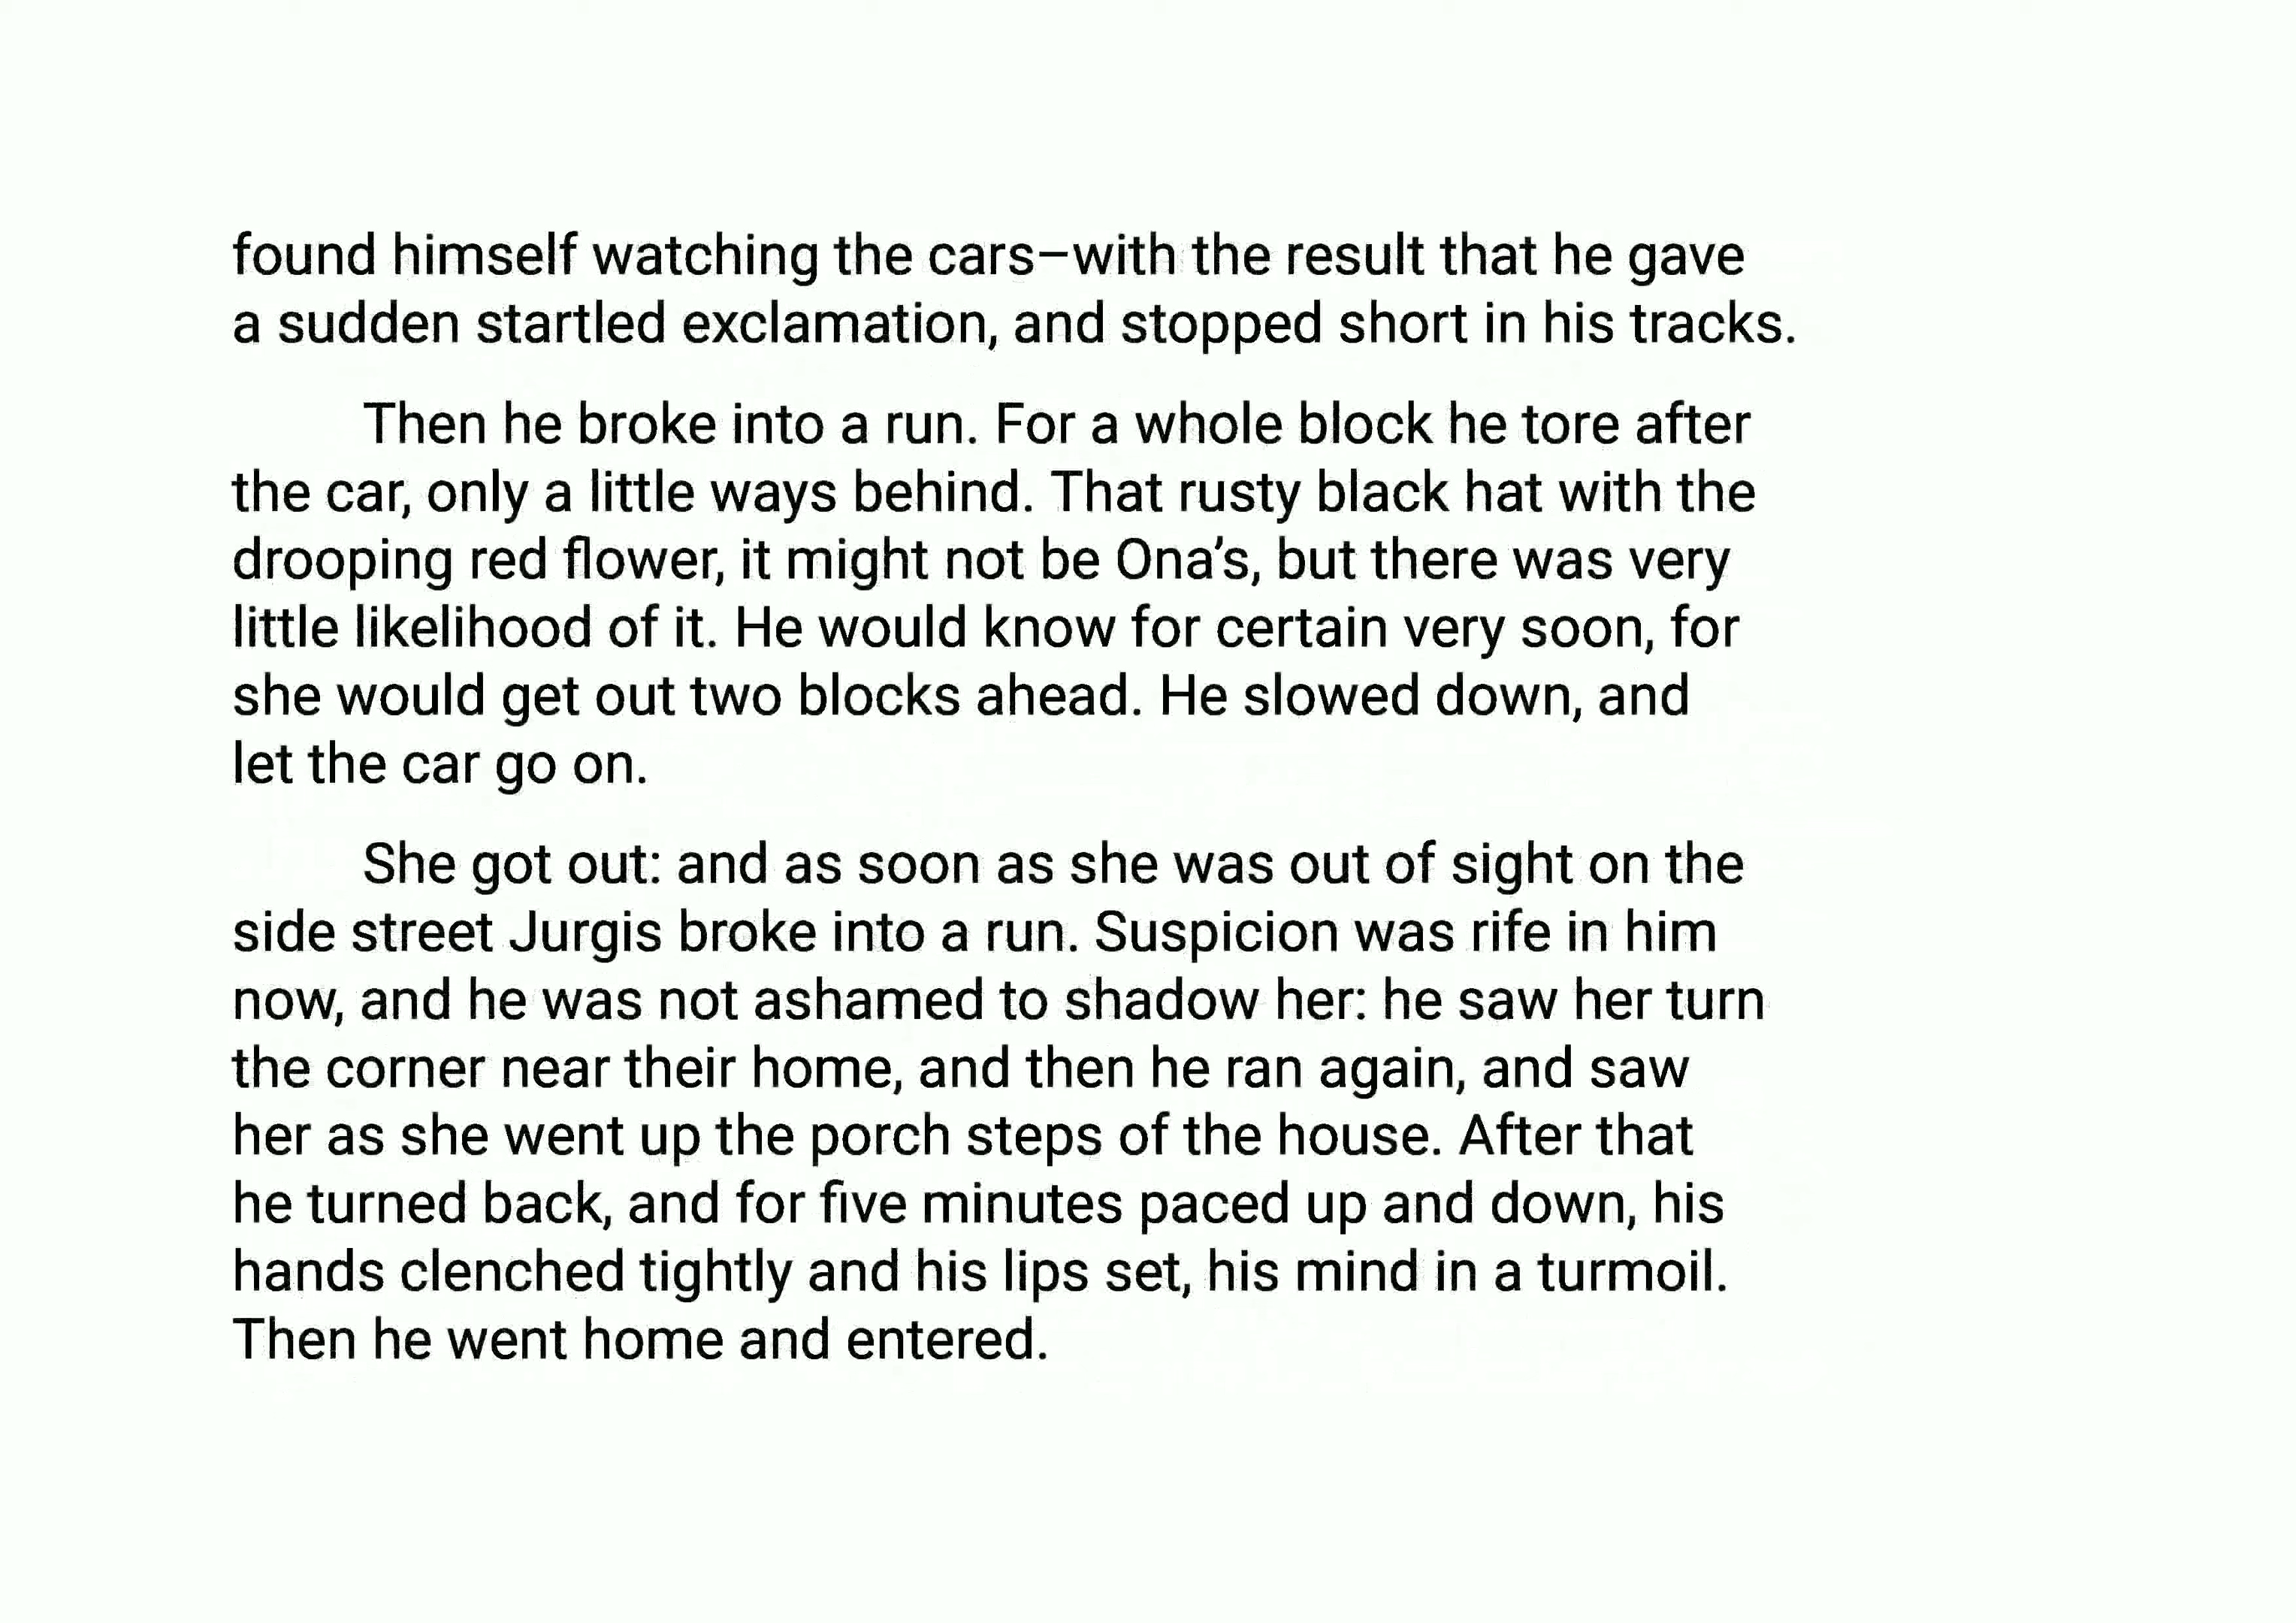 found himself watching the cars—with the result that he gave
a sudden startled exclamation, and stopped short in his tracks.
Then he broke into a run. For a whole block he tore after
the car, only a little ways behind. That rusty black hat with the
drooping red flower, it might not be Ona's, but there was very
little likelihood of it. He would know for certain very soon, for
she would get out two blocks ahead. He slowed down, and
let the car go on.
She got out: and as soon as she was out of sight on the
side street Jurgis broke into a run. Suspicion was rife in him
now, and he was not ashamed to shadow her: he saw her turn
the corner near their home, and then he ran again, and saw
her as she went up the porch steps of the house. After that
he turned back, and for five minutes paced up and down, his
hands clenched tightly and his lips set, his mind in a turmoil.
Then he went home and entered.